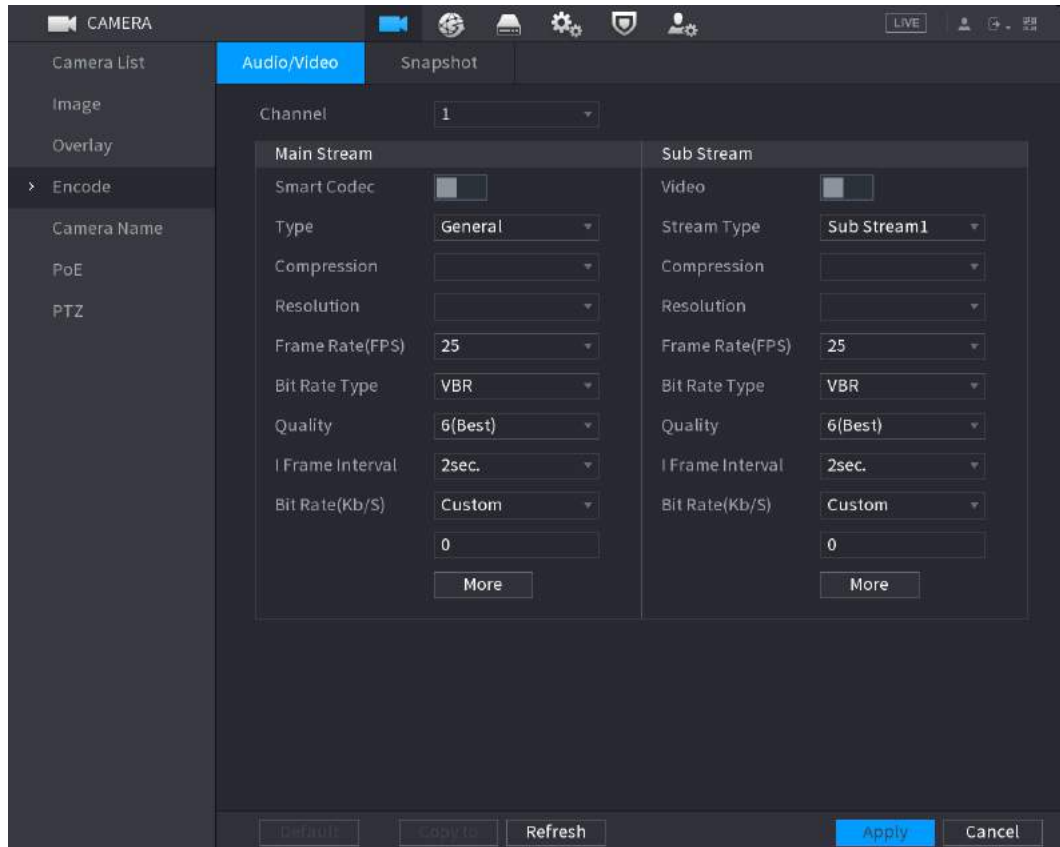 CAMERA LIVE
Camera List
Image
Overlay
> Encode
Camera Name
PoE
PTZ
Audio/Video Snapshot
Channel 1
Main Stream Sub Stream
Smart Codec Video
Type General Stream Type Sub Stream1
Compression Compression
Resolution Resolution
Frame Rate(FPS) 25 Frame Rate(FPS) 25
Bit Rate Type VBR Bit Rate Type VBR
Quality 6(Best) Quality 6(Best)
I Frame Interval 2sec. I Frame Interval 2sec.
Bit Rate(Kb/S) Custom Bit Rate(Kb/S) Custom
0 0
More More
Default Copy to Refresh Apply Cancel